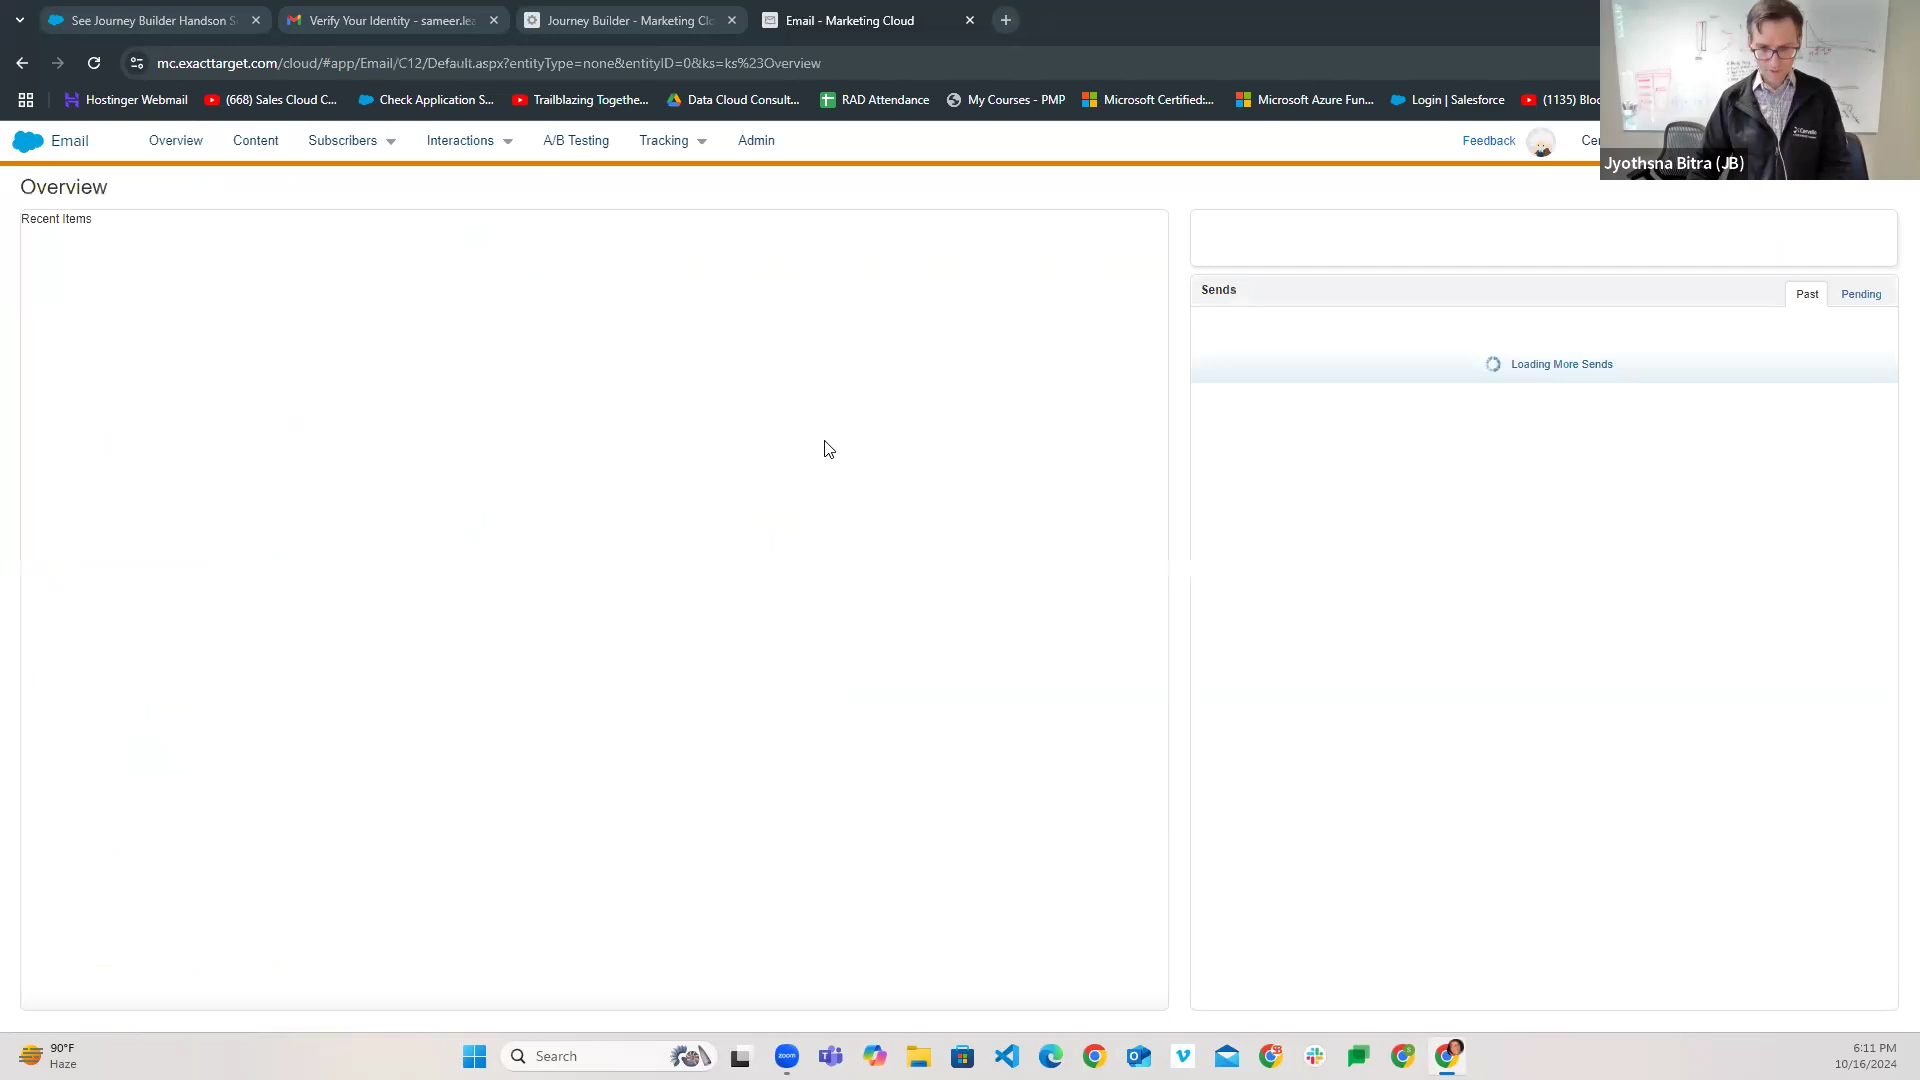 See Journey Builder Handson S
Verify Your Identity - sameer.lea
Journey Builder - Marketing Clo
Email - Marketing Cloud
mc.exacttarget.com/cloud/#app/Email/C12/Default.aspx?entityType=none&entityID=0&ks=ks%23Overview
Hostinger Webmail
(668) Sales Cloud C...
Check Application S...
Trailblazing Togethe...
Data Cloud Consult...
RAD Attendance
My Courses - PMP
Microsoft Certified:...
Microsoft Azure Fun...
Login | Salesforce
(1135) Bloc
Email
Overview
Content
Subscribers
Interactions
A/B Testing
Tracking
Admin
Feedback
Cer
Jyothsna Bitra (JB)
Overview
Recent Items
Sends
Past
Pending
Loading More Sends
90°F
Haze
Search
zoom
6:11 PM
10/16/2024